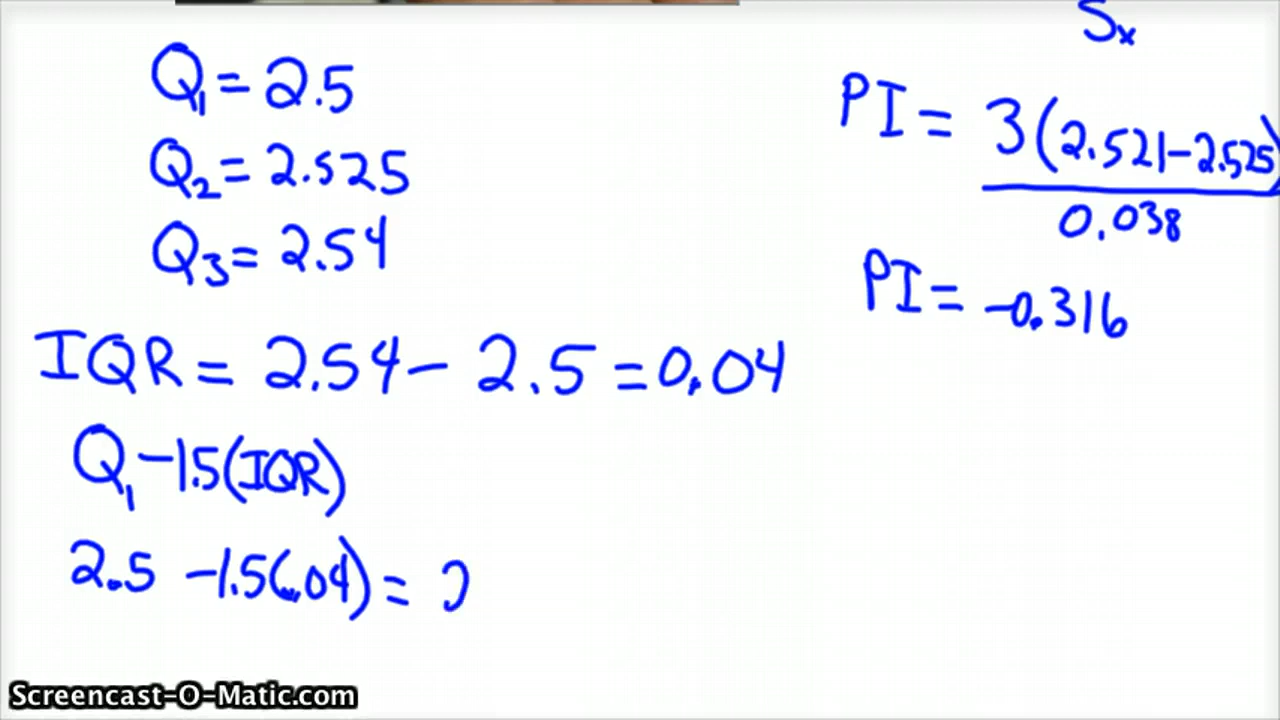 Q₁ = 2.5
Q₂ = 2.525
Q₃ = 2.54
IQR = 2.54 - 2.5 = 0.04
Q₁ - 1.5(IQR)
2.5 - 1.5(.04) = 2
Sₓ
PI = 3(2.521-2.525)
0.038
PI = -0.316
Screencast-O-Matic.com